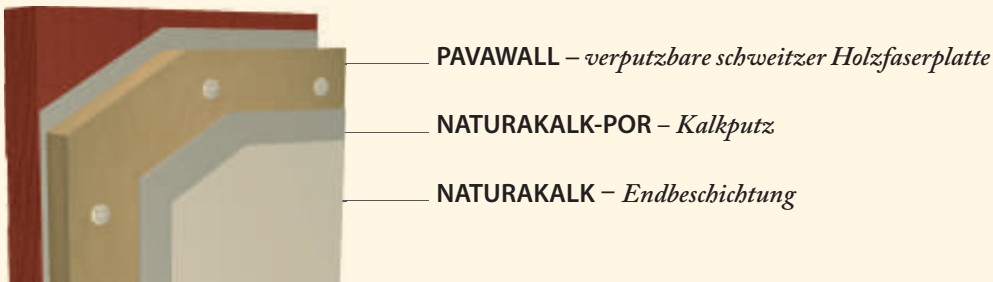 PAVAWALL – verputzbare schweitzer Holzfaserplatte
NATURAKALK-POR – Kalkputz
NATURAKALK – Endbeschichtung